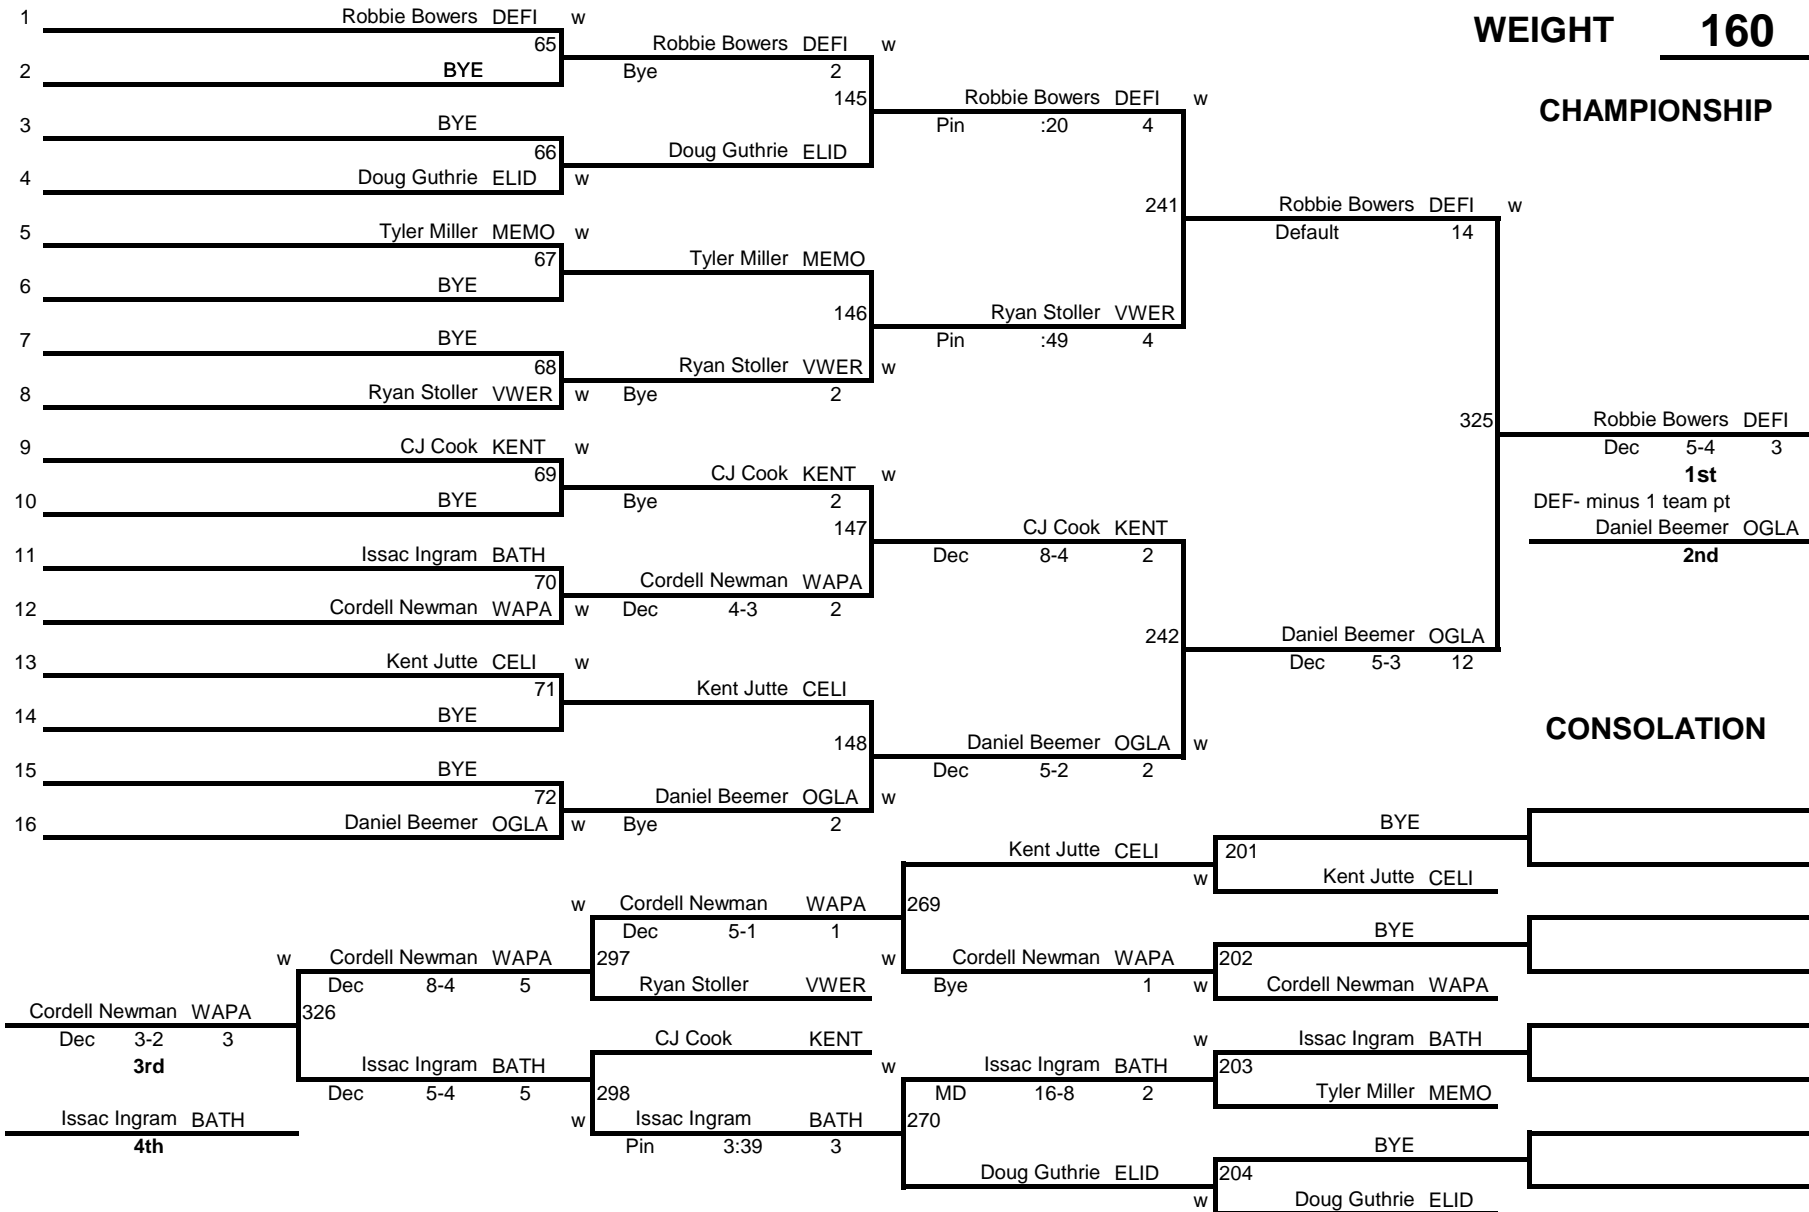 WEIGHT 160
CHAMPIONSHIP
1 Robbie Bowers DEFI w
65
2 BYE
Robbie Bowers DEFI w
Bye 2
145
3 BYE
66
4 Doug Guthrie ELID w
Doug Guthrie ELID
Robbie Bowers DEFI w
Pin :20 4
241
5 Tyler Miller MEMO w
67
6 BYE
Tyler Miller MEMO
146
7 BYE
68
8 Ryan Stoller VWER w
Ryan Stoller VWER w
Bye 2
Ryan Stoller VWER
Pin :49 4
Robbie Bowers DEFI w
Default 14
325
9 CJ Cook KENT w
69
10 BYE
CJ Cook KENT w
Bye 2
147
11 Issac Ingram BATH
70
12 Cordell Newman WAPA w
Cordell Newman WAPA
Dec 4-3 2
CJ Cook KENT
Dec 8-4 2
242
13 Kent Jutte CELI w
71
14 BYE
Kent Jutte CELI
148
15 BYE
72
16 Daniel Beemer OGLA w
Daniel Beemer OGLA w
Bye 2
Daniel Beemer OGLA w
Dec 5-2 2
Daniel Beemer OGLA
Dec 5-3 12
Robbie Bowers DEFI
Dec 5-4 3
1st
DEF- minus 1 team pt
Daniel Beemer OGLA
2nd
CONSOLATION
BYE
201
w Kent Jutte CELI
Kent Jutte CELI
269
BYE
202
w Cordell Newman WAPA
w Cordell Newman WAPA
Bye 1
w Cordell Newman WAPA
Dec 5-1 1
297
Ryan Stoller VWER
w Cordell Newman WAPA
Dec 8-4 5
326
Cordell Newman WAPA
Dec 3-2 3
3rd
w Issac Ingram BATH
203
Tyler Miller MEMO
w Issac Ingram BATH
MD 16-8 2
270
BYE
204
w Doug Guthrie ELID
Doug Guthrie ELID
CJ Cook KENT
298
w Issac Ingram BATH
Pin 3:39 3
Issac Ingram BATH
Dec 5-4 5
Issac Ingram BATH
4th